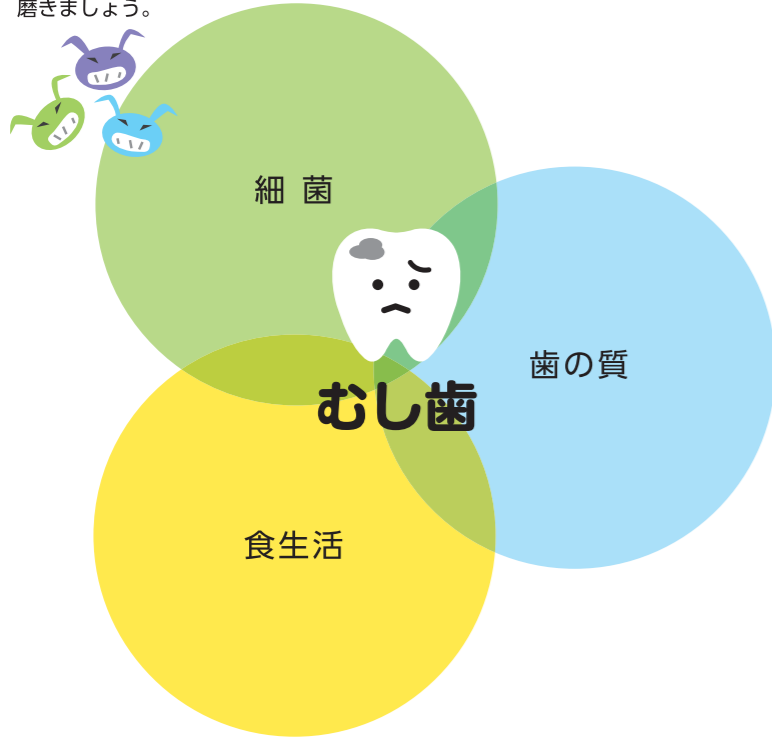 磨きましょう。
細 菌
歯の質
むし歯
食生活